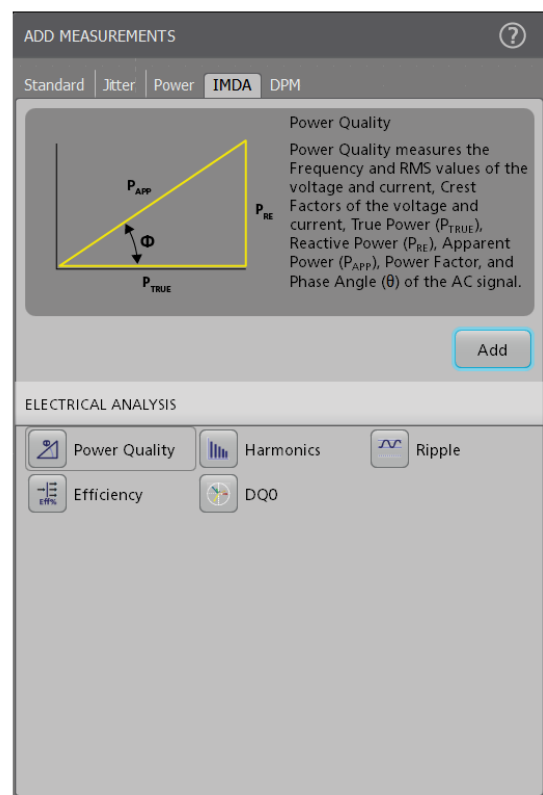 ADD MEASUREMENTS
?
Standard Jitter Power IMDA DPM
Power Quality
Power Quality measures the
Frequency and RMS values of the
voltage and current, Crest
Factors of the voltage and
current, True Power (PTRUE),
Reactive Power (PRE), Apparent
Power (PAPP), Power Factor, and
Phase Angle (θ) of the AC signal.
PAPP
PRE
Φ
PTRUE
Add
ELECTRICAL ANALYSIS
Φ Power Quality Harmonics Ripple
Eff% Efficiency DQ0